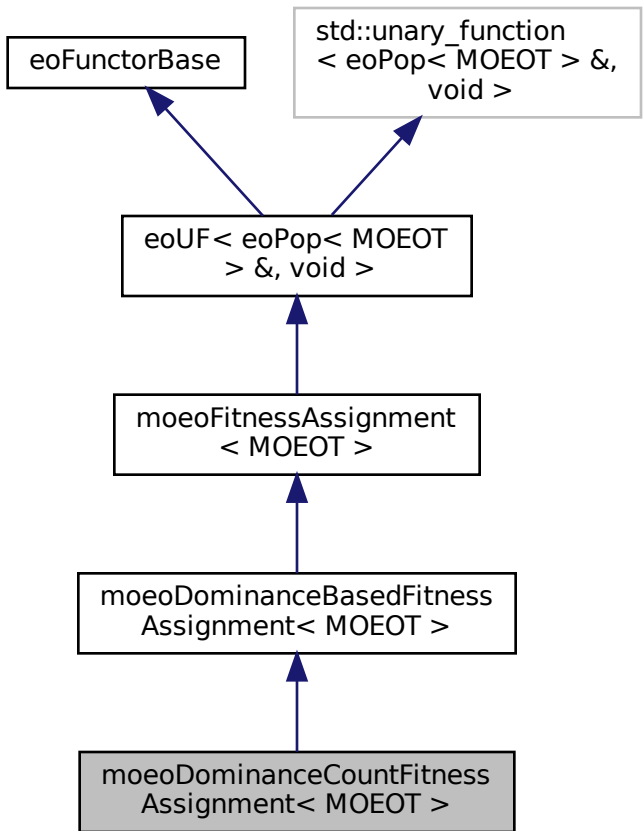 eoFunctorBase
std::unary_function
< eoPop< MOEOT > &,
void >
eoUF< eoPop< MOEOT
> &, void >
moeoFitnessAssignment
< MOEOT >
moeoDominanceBasedFitness
Assignment< MOEOT >
moeoDominanceCountFitness
Assignment< MOEOT >